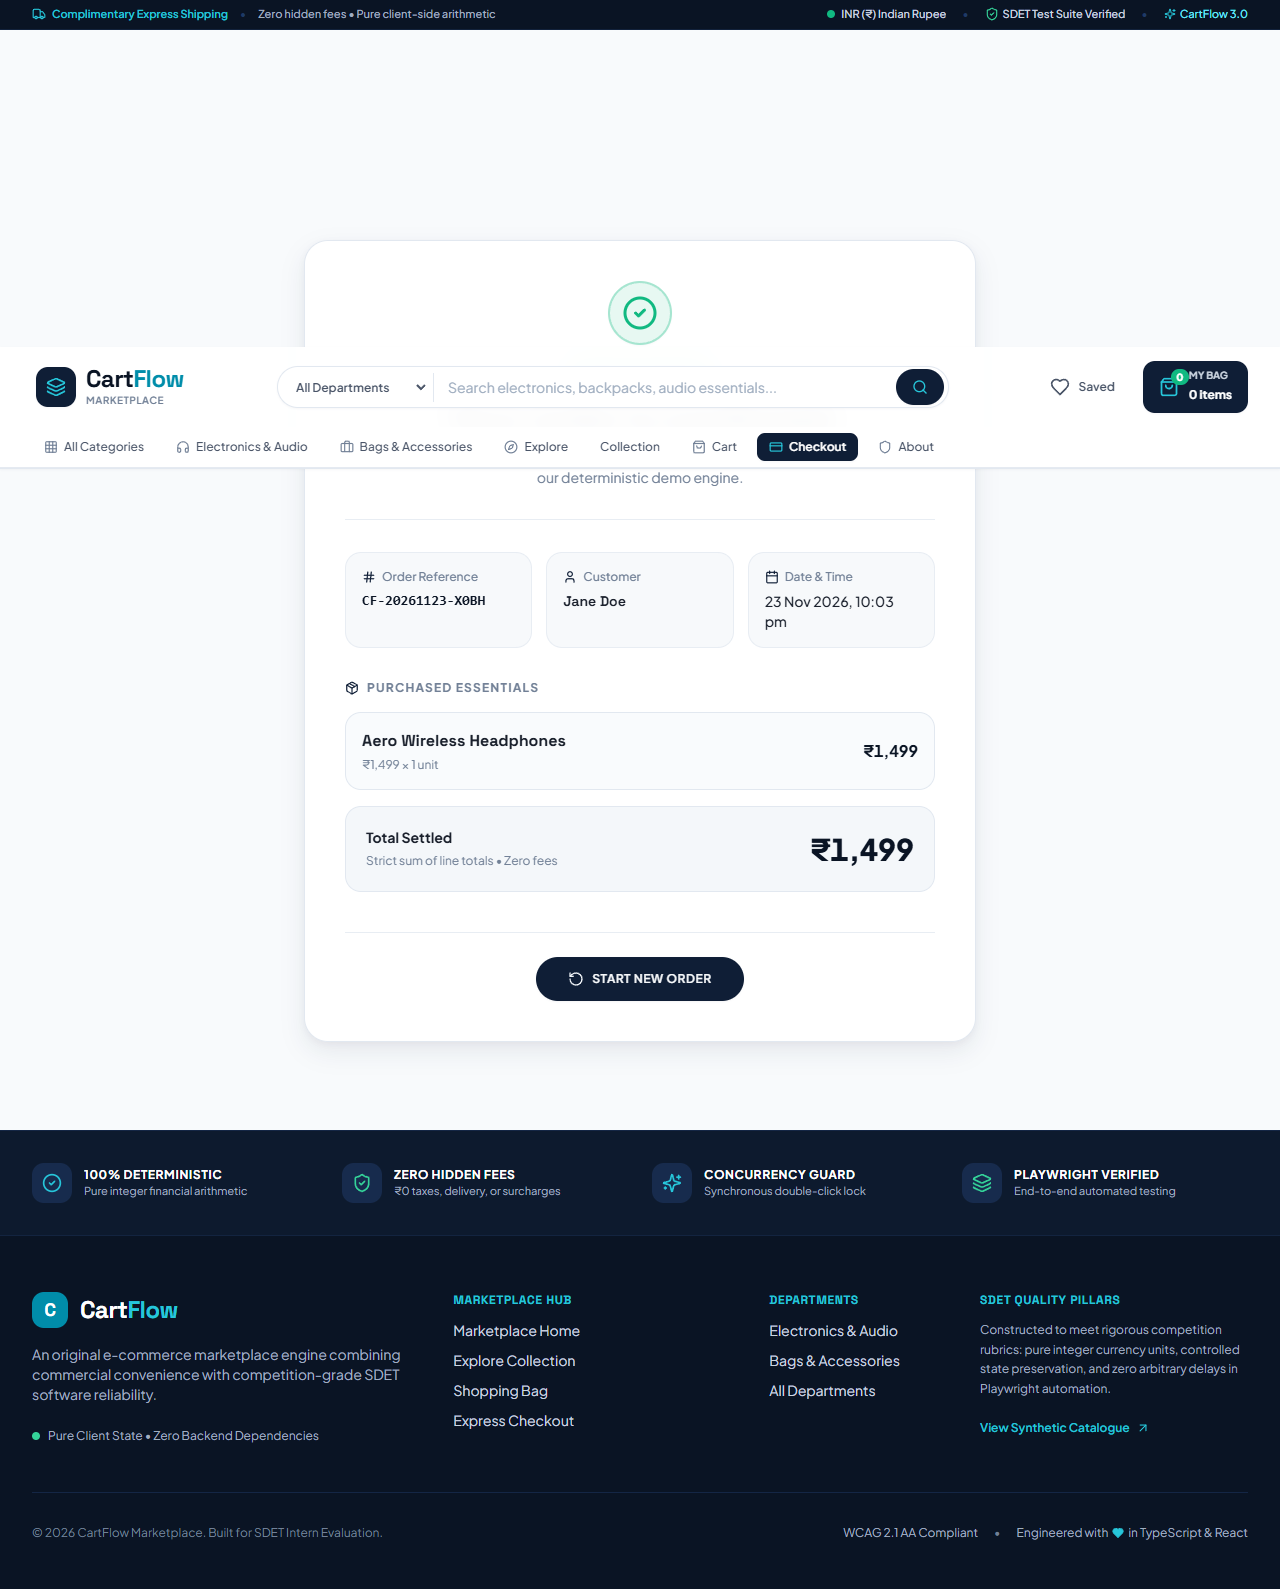 Complimentary Express Shipping • Zero hidden fees • Pure client-side arithmetic
INR (₹) Indian Rupee • SDET Test Suite Verified • CartFlow 3.0
CartFlow
MARKETPLACE
All Departments
Search electronics, backpacks, audio essentials...
Saved
0
MY BAG
0 items
All Categories
Electronics & Audio
Bags & Accessories
Explore
Collection
Cart
Checkout
About
our deterministic demo engine.
Order Reference
CF-20261123-X0BH
Customer
Jane Doe
Date & Time
23 Nov 2026, 10:03
pm
PURCHASED ESSENTIALS
Aero Wireless Headphones
₹1,499 × 1 unit
₹1,499
Total Settled
Strict sum of line totals • Zero fees
₹1,499
START NEW ORDER
100% DETERMINISTIC
Pure integer financial arithmetic
ZERO HIDDEN FEES
₹0 taxes, delivery, or surcharges
CONCURRENCY GUARD
Synchronous double-click lock
PLAYWRIGHT VERIFIED
End-to-end automated testing
C
CartFlow
An original e-commerce marketplace engine combining
commercial convenience with competition-grade SDET
software reliability.
Pure Client State • Zero Backend Dependencies
MARKETPLACE HUB
Marketplace Home
Explore Collection
Shopping Bag
Express Checkout
DEPARTMENTS
Electronics & Audio
Bags & Accessories
All Departments
SDET QUALITY PILLARS
Constructed to meet rigorous competition
rubrics: pure integer currency units, controlled
state preservation, and zero arbitrary delays in
Playwright automation.
View Synthetic Catalogue
© 2026 CartFlow Marketplace. Built for SDET Intern Evaluation.
WCAG 2.1 AA Compliant • Engineered with in TypeScript & React